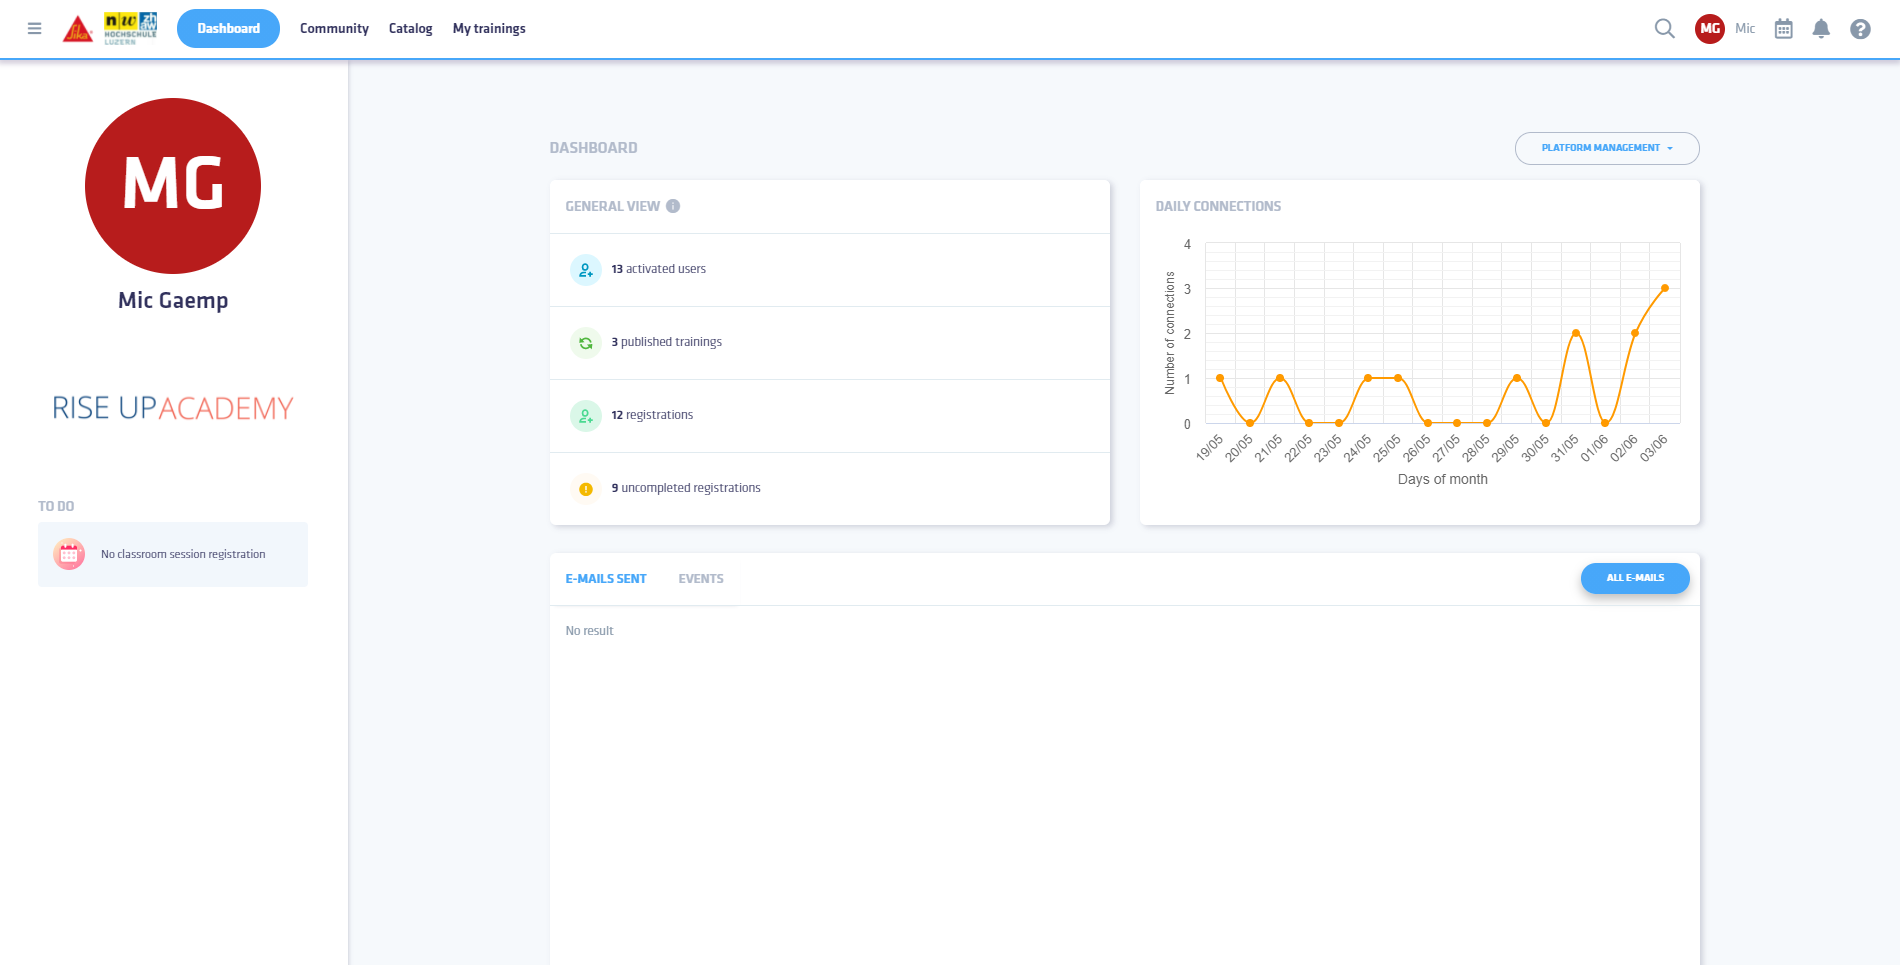 Sika
n|w zh aw
HOCHSCHULE
LUZERN
Dashboard
Community
Catalog
My trainings
MG
Mic
MG
Mic Gaemp
RISE UP ACADEMY
TO DO
No classroom session registration
DASHBOARD
PLATFORM MANAGEMENT
GENERAL VIEW
13 activated users
3 published trainings
12 registrations
9 uncompleted registrations
DAILY CONNECTIONS
Number of connections
4
3
2
1
0
19/05 20/05 21/05 22/05 23/05 24/05 25/05 26/05 27/05 28/05 29/05 30/05 31/05 01/06 02/06 03/06
Days of month
E-MAILS SENT
EVENTS
ALL E-MAILS
No result